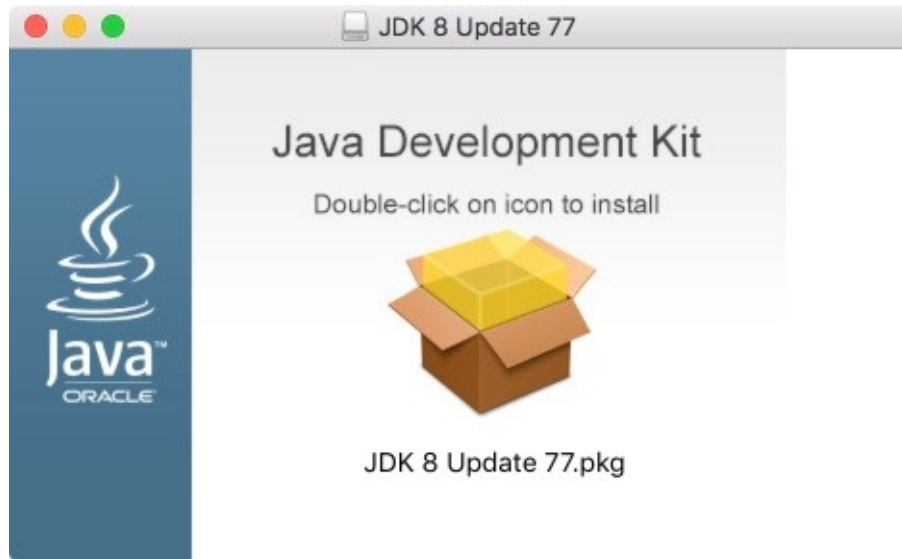 JDK 8 Update 77
Java Development Kit
Double-click on icon to install
Java™
ORACLE
JDK 8 Update 77.pkg